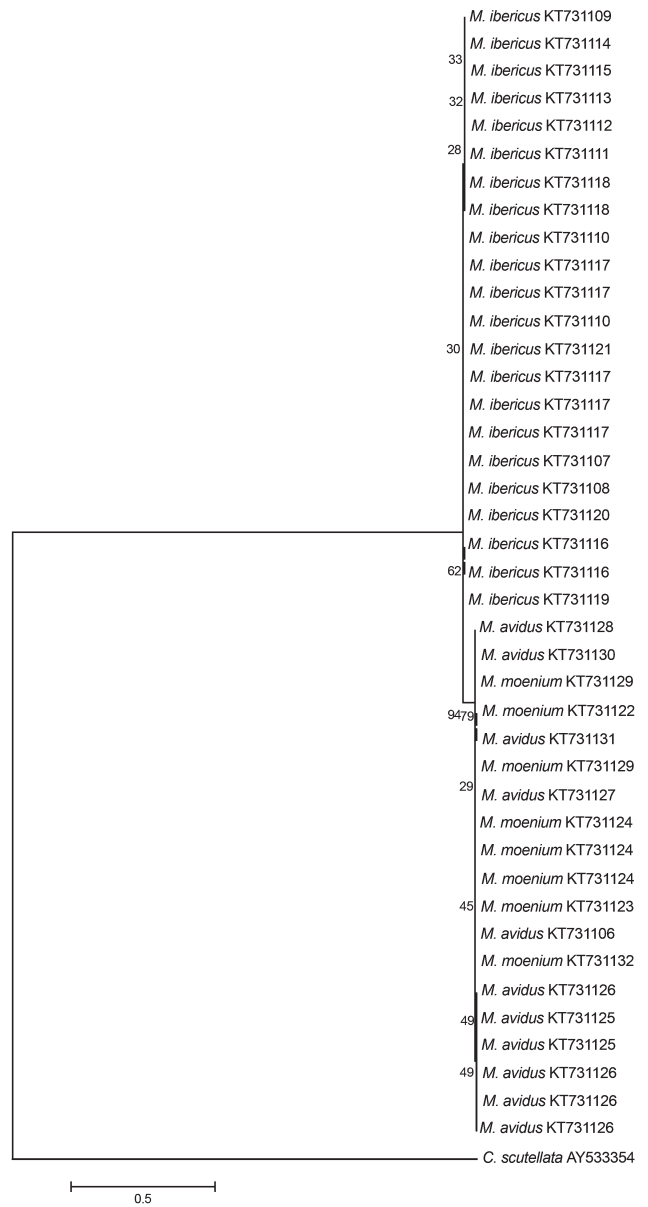 M. ibericus KT731109
M. ibericus KT731114
33
M. ibericus KT731115
32 M. ibericus KT731113
M. ibericus KT731112
28 M. ibericus KT731111
M. ibericus KT731118
M. ibericus KT731118
M. ibericus KT731110
M. ibericus KT731117
M. ibericus KT731117
M. ibericus KT731110
30 M. ibericus KT731121
M. ibericus KT731117
M. ibericus KT731117
M. ibericus KT731117
M. ibericus KT731107
M. ibericus KT731108
M. ibericus KT731120
M. ibericus KT731116
62 M. ibericus KT731116
M. ibericus KT731119
M. avidus KT731128
M. avidus KT731130
M. moenium KT731129
9479 M. moenium KT731122
M. avidus KT731131
M. moenium KT731129
29
M. avidus KT731127
M. moenium KT731124
M. moenium KT731124
M. moenium KT731124
45 M. moenium KT731123
M. avidus KT731106
M. moenium KT731132
M. avidus KT731126
49 M. avidus KT731125
M. avidus KT731125
49 M. avidus KT731126
M. avidus KT731126
M. avidus KT731126
C. scutellata AY533354
0.5